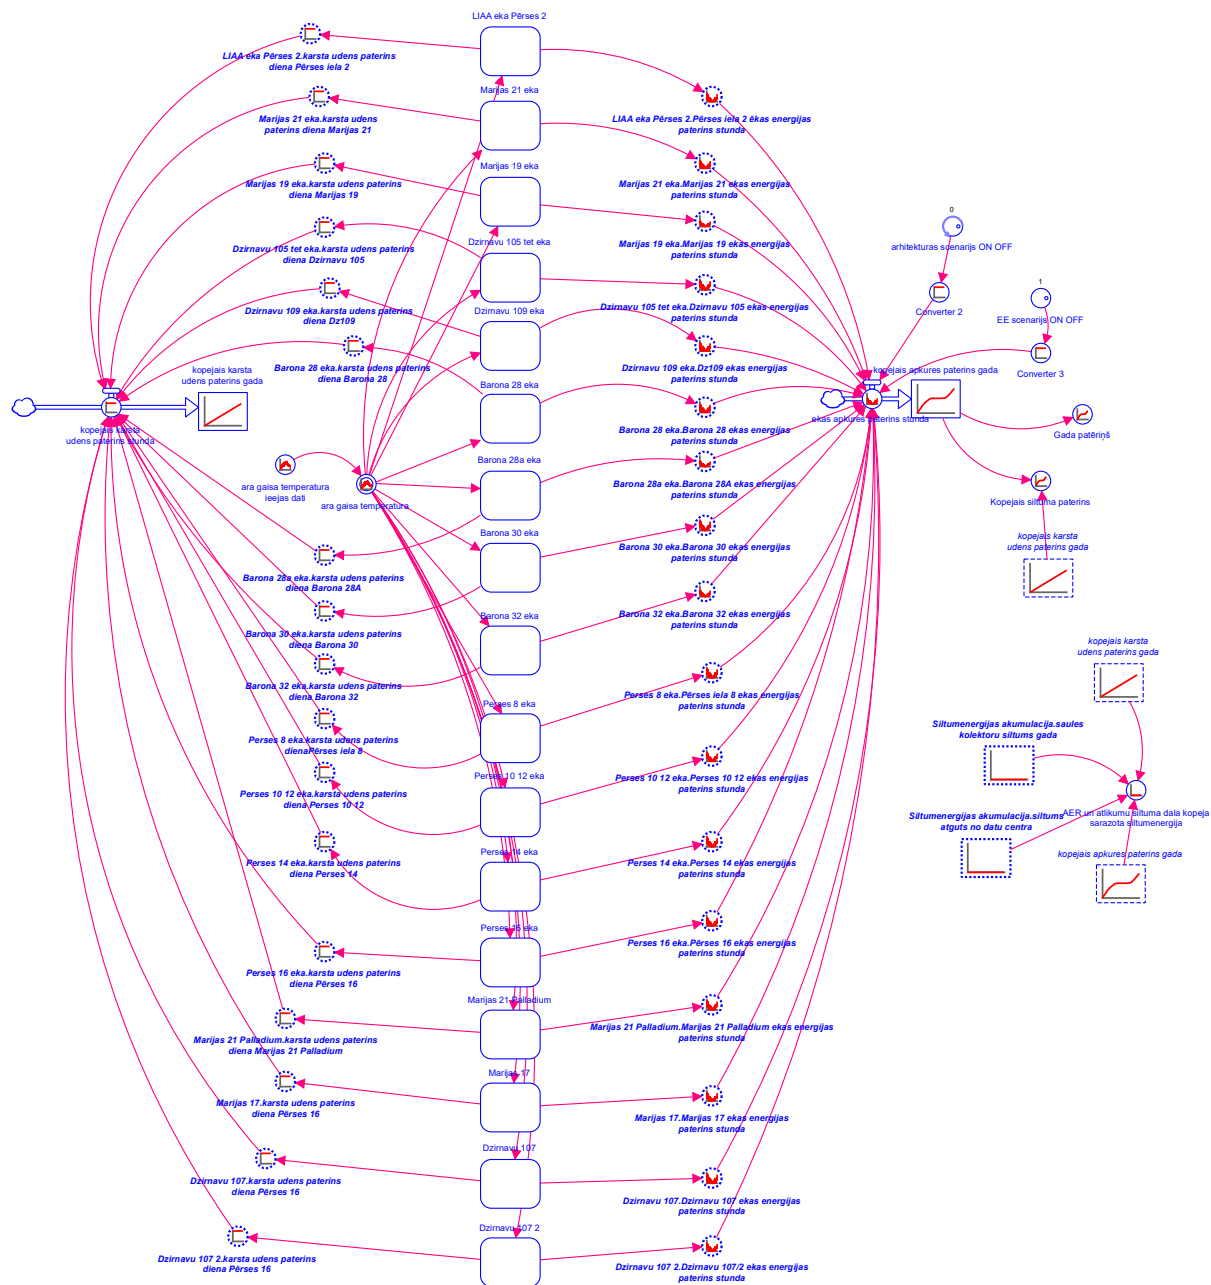 LIAA eka Pērses 2
LIAA eka Pērses 2.karsta udens paterins
diena Pērses iela 2
LIAA eka Pērses 2.Pērses iela 2 ēkas energijas
paterins stunda
Marijas 21 eka
Marijas 21 eka.karsta udens
paterins diena Marijas 21
Marijas 21 eka.Marijas 21 ekas energijas
paterins stunda
Marijas 19 eka
Marijas 19 eka.karsta udens paterins
diena Marijas 19
Marijas 19 eka.Marijas 19 ekas energijas
paterins stunda
Dzirnavu 105 tet eka
Dzirnavu 105 tet eka.karsta udens paterins
diena Dzirnavu 105
Dzirnavu 105 tet eka.Dzirnavu 105 ekas energijas
paterins stunda
Dzirnavu 109 eka
Dzirnavu 109 eka.karsta udens paterins
diena Dz109
Dzirnavu 109 eka.Dz109 ekas energijas
paterins stunda
Barona 28 eka
Barona 28 eka.karsta udens paterins
diena Barona 28
Barona 28 eka.Barona 28 ekas energijas
paterins stunda
0
arhitekturas scenarijs ON OFF
Converter 2
1
EE scenarijs ON OFF
Converter 3
kopejais karsta
udens paterins gada
kopejais karsta
udens paterins stunda
kopejais apkures paterins gada
ekas apkures paterins stunda
Gada patēriņš
Kopejais siltuma paterins
kopejais karsta
udens paterins gada
ara gaisa temperatura
ieejas dati
ara gaisa temperatura
Barona 28a eka
Barona 28a eka.karsta udens paterins
diena Barona 28A
Barona 28a eka.Barona 28A ekas energijas
paterins stunda
Barona 30 eka
Barona 30 eka.karsta udens paterins
diena Barona 30
Barona 30 eka.Barona 30 ekas energijas
paterins stunda
Barona 32 eka
Barona 32 eka.karsta udens paterins
diena Barona 32
Barona 32 eka.Barona 32 ekas energijas
paterins stunda
Perses 8 eka
Perses 8 eka.karsta udens paterins
dienaPērses iela 8
Perses 8 eka.Pērses iela 8 ekas energijas
paterins stunda
kopejais karsta
udens paterins gada
Siltumenergijas akumulacija.saules
kolektoru siltums gada
Siltumenergijas akumulacija.siltums
atguts no datu centra
AER un atlikumu siltuma dala kopeja
sarazota siltumenergija
kopejais apkures paterins gada
Perses 10 12 eka
Perses 10 12 eka.karsta udens paterins
diena Perses 10 12
Perses 10 12 eka.Perses 10 12 ekas energijas
paterins stunda
Perses 14 eka
Perses 14 eka.karsta udens paterins
diena Perses 14
Perses 14 eka.Perses 14 ekas energijas
paterins stunda
Perses 16 eka
Perses 16 eka.karsta udens paterins
diena Pērses 16
Perses 16 eka.Pērses 16 ekas energijas
paterins stunda
Marijas 21 Palladium
Marijas 21 Palladium.karsta udens paterins
diena Marijas 21 Palladium
Marijas 21 Palladium.Marijas 21 Palladium ekas energijas
paterins stunda
Marijas 17
Marijas 17.karsta udens paterins
diena Pērses 16
Marijas 17.Marijas 17 ekas energijas
paterins stunda
Dzirnavu 107
Dzirnavu 107.karsta udens paterins
diena Pērses 16
Dzirnavu 107.Dzirnavu 107 ekas energijas
paterins stunda
Dzirnavu 107 2
Dzirnavu 107 2.karsta udens paterins
diena Pērses 16
Dzirnavu 107 2.Dzirnavu 107/2 ekas energijas
paterins stunda